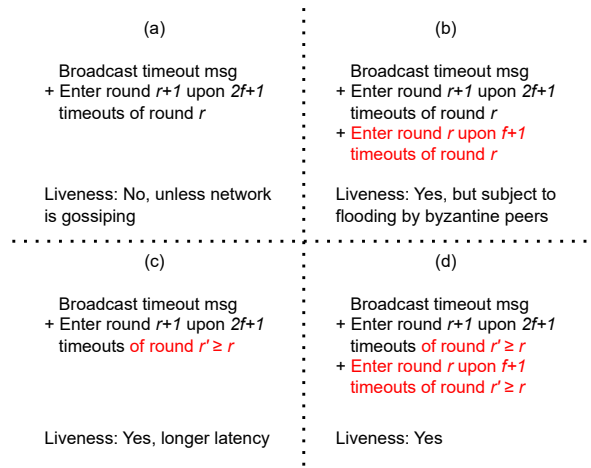 (a)
Broadcast timeout msg
+ Enter round r+1 upon 2f+1
timeouts of round r
Liveness: No, unless network
is gossiping
(b)
Broadcast timeout msg
+ Enter round r+1 upon 2f+1
timeouts of round r
+ Enter round r upon f+1
timeouts of round r
Liveness: Yes, but subject to
flooding by byzantine peers
(c)
Broadcast timeout msg
+ Enter round r+1 upon 2f+1
timeouts of round r' ≥ r
Liveness: Yes, longer latency
(d)
Broadcast timeout msg
+ Enter round r+1 upon 2f+1
timeouts of round r' ≥ r
+ Enter round r upon f+1
timeouts of round r' ≥ r
Liveness: Yes